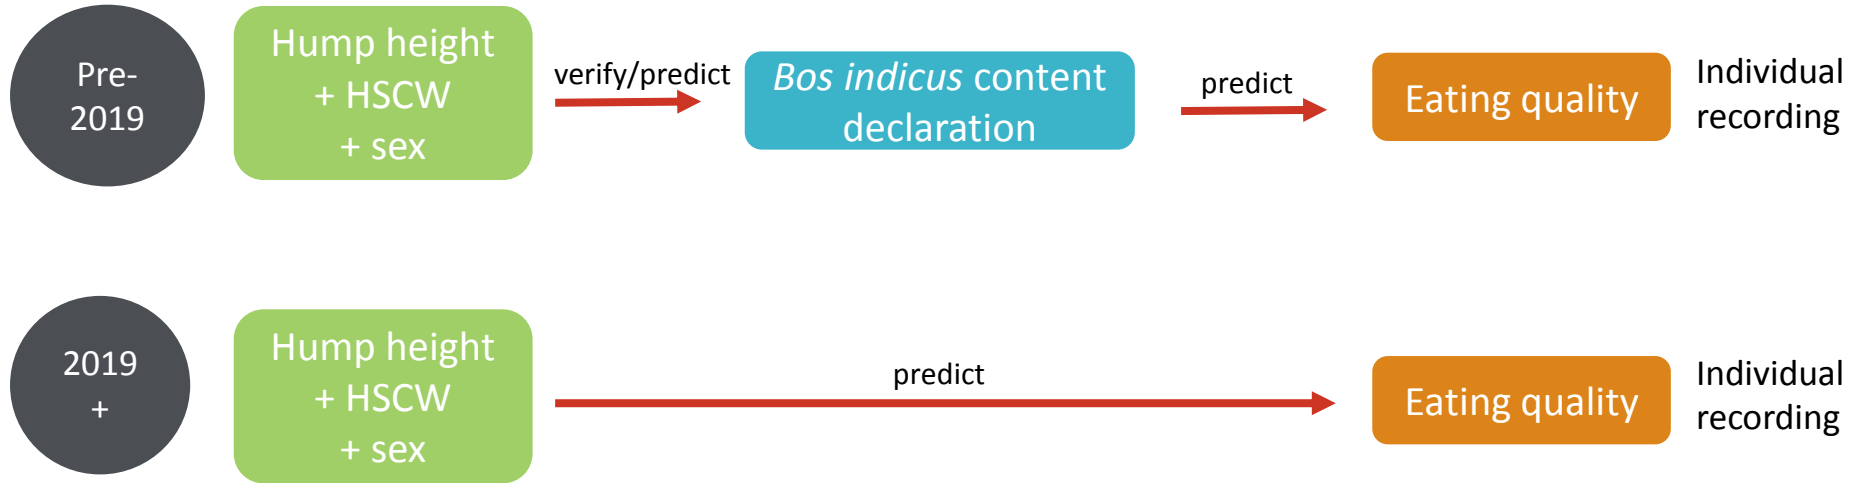 Pre-
2019
Hump height
+ HSCW
+ sex
verify/predict
Bos indicus content
declaration
predict
Eating quality
Individual
recording
2019
+
Hump height
+ HSCW
+ sex
predict
Eating quality
Individual
recording